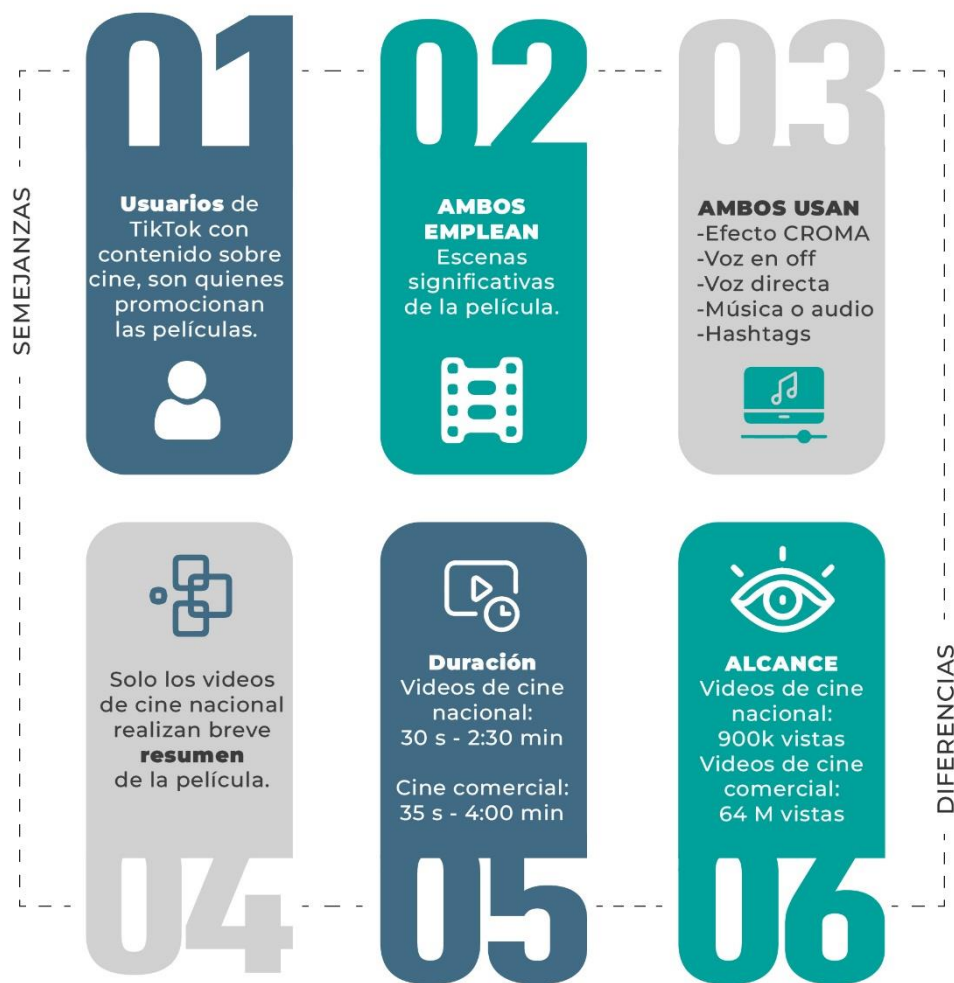 SEMEJANZAS
01
Usuarios de
TikTok con
contenido sobre
cine, son quienes
promocionan
las películas.
02
AMBOS
EMPLEAN
Escenas
significativas
de la película.
03
AMBOS USAN
-Efecto CROMA
-Voz en off
-Voz directa
-Música o audio
-Hashtags
Solo los videos
de cine nacional
realizan breve
resumen
de la película.
04
Duración
Videos de cine
nacional:
30 s - 2:30 min
Cine comercial:
35 s - 4:00 min
05
ALCANCE
Videos de cine
nacional:
900k vistas
Videos de cine
comercial:
64 M vistas
06
DIFERENCIAS